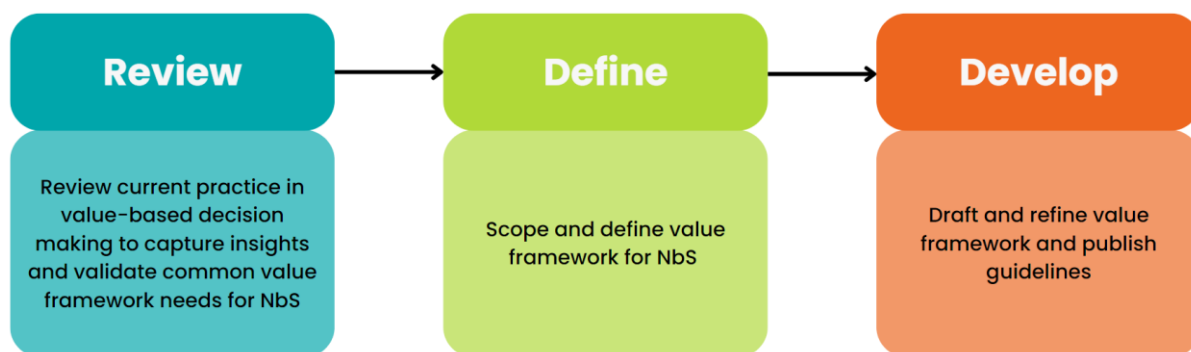 Review
Define
Develop
Review current practice in
value-based decision
making to capture insights
and validate common value
framework needs for NbS
Scope and define value
framework for NbS
Draft and refine value
framework and publish
guidelines